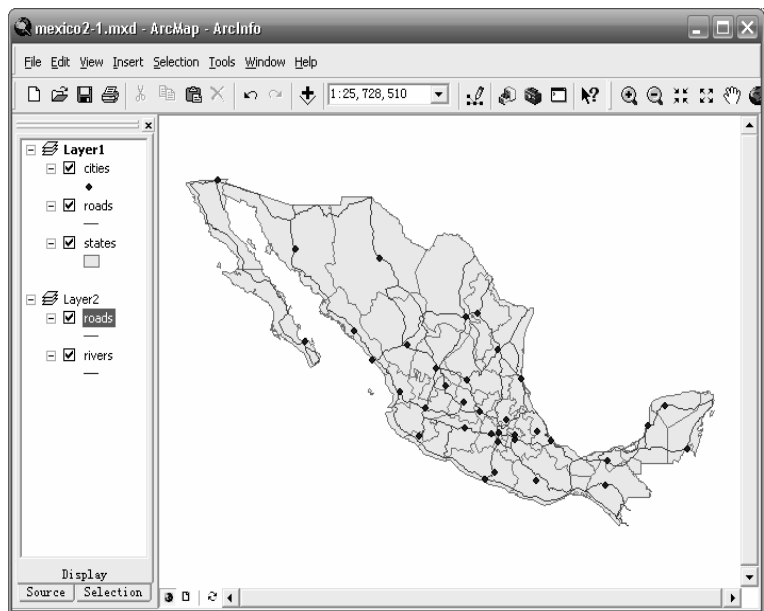 mexico2-1.mxd - ArcMap - ArcInfo
File Edit View Insert Selection Tools Window Help
1:25,728,510
Layer1
cities
roads
states
Layer2
roads
rivers
Display
Source Selection